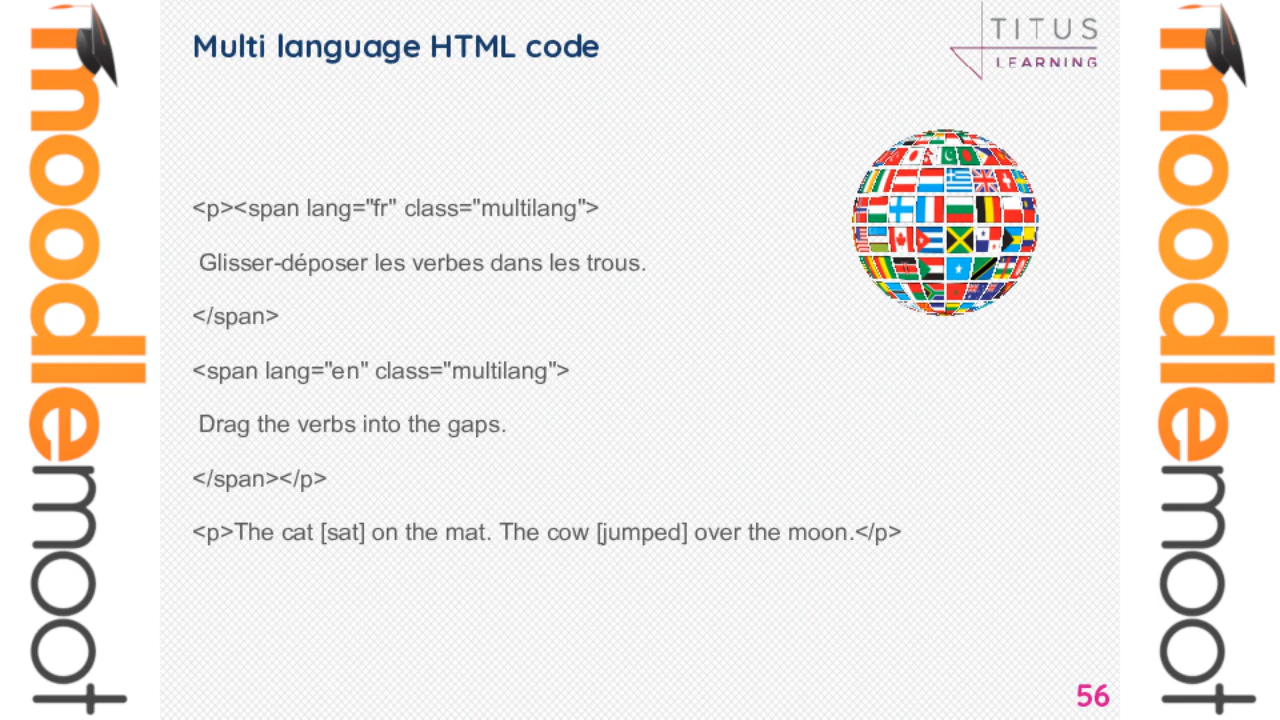 Multi language HTML code
TITUS
LEARNING
<p><span lang="fr" class="multilang">
Glisser-déposer les verbes dans les trous.
</span>
<span lang="en" class="multilang">
Drag the verbs into the gaps.
</span></p>
<p>The cat [sat] on the mat. The cow [jumped] over the moon.</p>
56
moodlemoot
moodlemoot